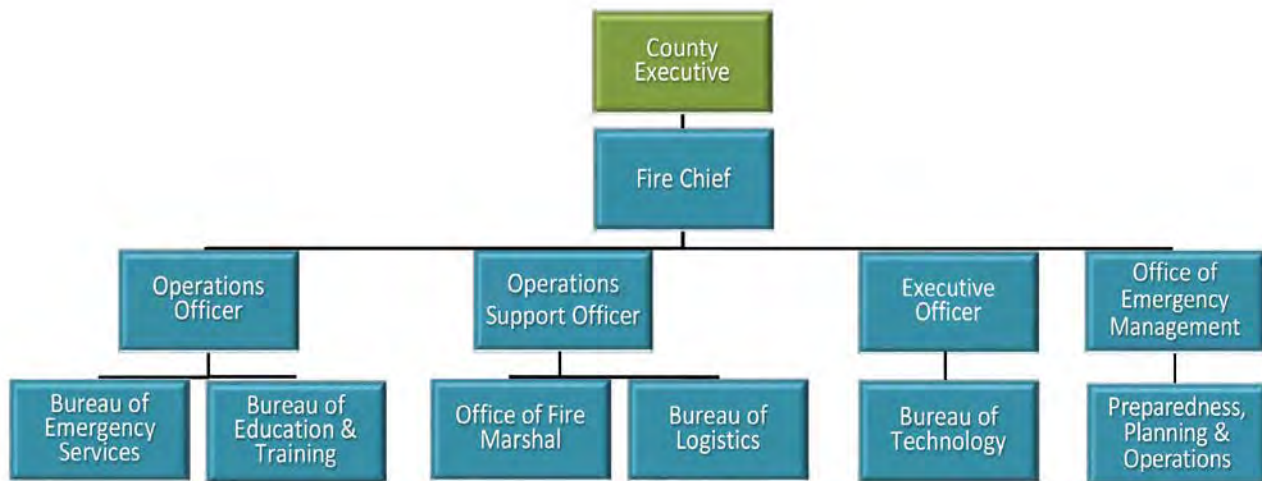 County
Executive
Fire Chief
Operations
Officer
Operations
Support Officer
Executive
Officer
Office of
Emergency
Management
Bureau of
Emergency
Services
Bureau of
Education &
Training
Office of Fire
Marshal
Bureau of
Logistics
Bureau of
Technology
Preparedness,
Planning &
Operations